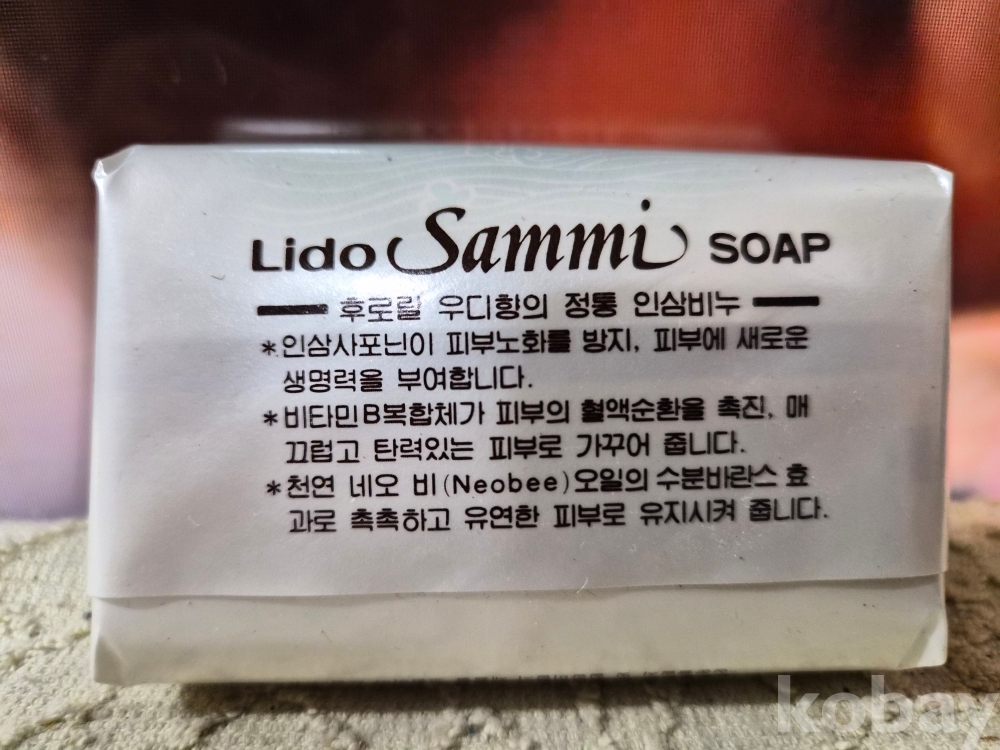 Lido Sammi SOAP
후로랄 우디향의 정통 인삼비누
*인삼사포닌이 피부노화를 방지, 피부에 새로운
생명력을 부여합니다.
*비타민B복합체가 피부의 혈액순환을 촉진, 매
끄럽고 탄력있는 피부로 가꾸어 줍니다.
*천연 네오 비(Neobee)오일의 수분바란스 효
과로 촉촉하고 유연한 피부로 유지시켜 줍니다.
kobay